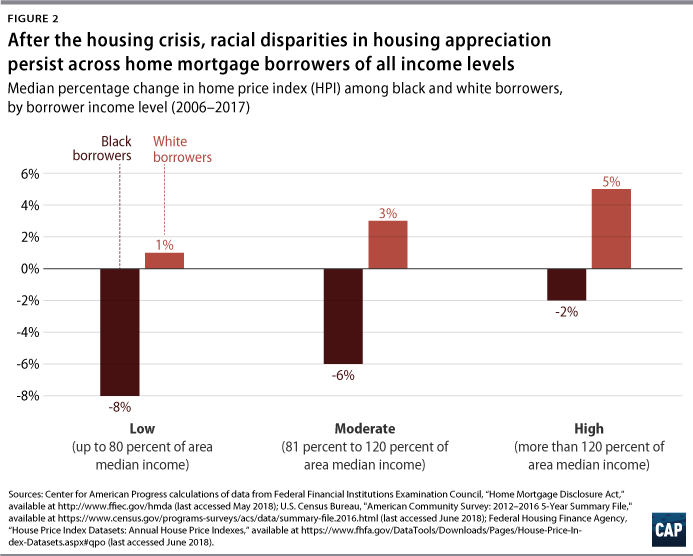 FIGURE 2
After the housing crisis, racial disparities in housing appreciation
persist across home mortgage borrowers of all income levels
Median percentage change in home price index (HPI) among black and white borrowers,
by borrower income level (2006–2017)
Black
borrowers
White
borrowers
6%
4%
2%
0%
-2%
-4%
-6%
-8%
1%
-8%
3%
-6%
5%
-2%
Low
(up to 80 percent of area
median income)
Moderate
(81 percent to 120 percent of
area median income)
High
(more than 120 percent of
area median income)
Sources: Center for American Progress calculations of data from Federal Financial Institutions Examination Council, “Home Mortgage Disclosure Act,”
available at http://www.ffiec.gov/hmda (last accessed May 2018); U.S. Census Bureau, "American Community Survey: 2012–2016 5-Year Summary File,"
available at https://www.census.gov/programs-surveys/acs/data/summary-file.2016.html (last accessed June 2018); Federal Housing Finance Agency,
“House Price Index Datasets: Annual House Price Indexes,” available at https://www.fhfa.gov/DataTools/Downloads/Pages/House-Price-In-
dex-Datasets.aspx#qpo (last accessed June 2018).
CAP